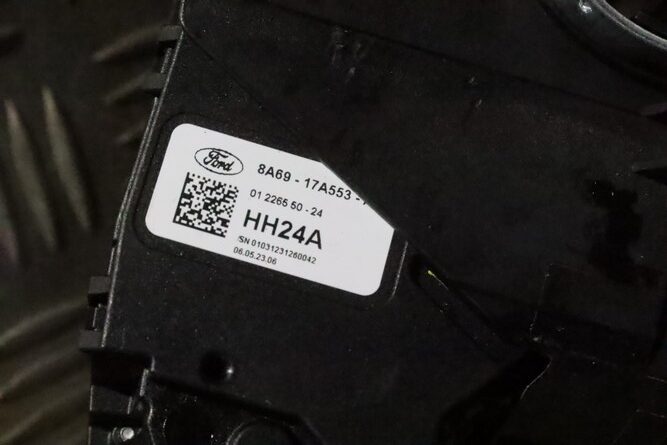 Ford
8A69 - 17A553 -
01 2265 50 - 24
HH24A
SN 01031231260042
06.05.23.06